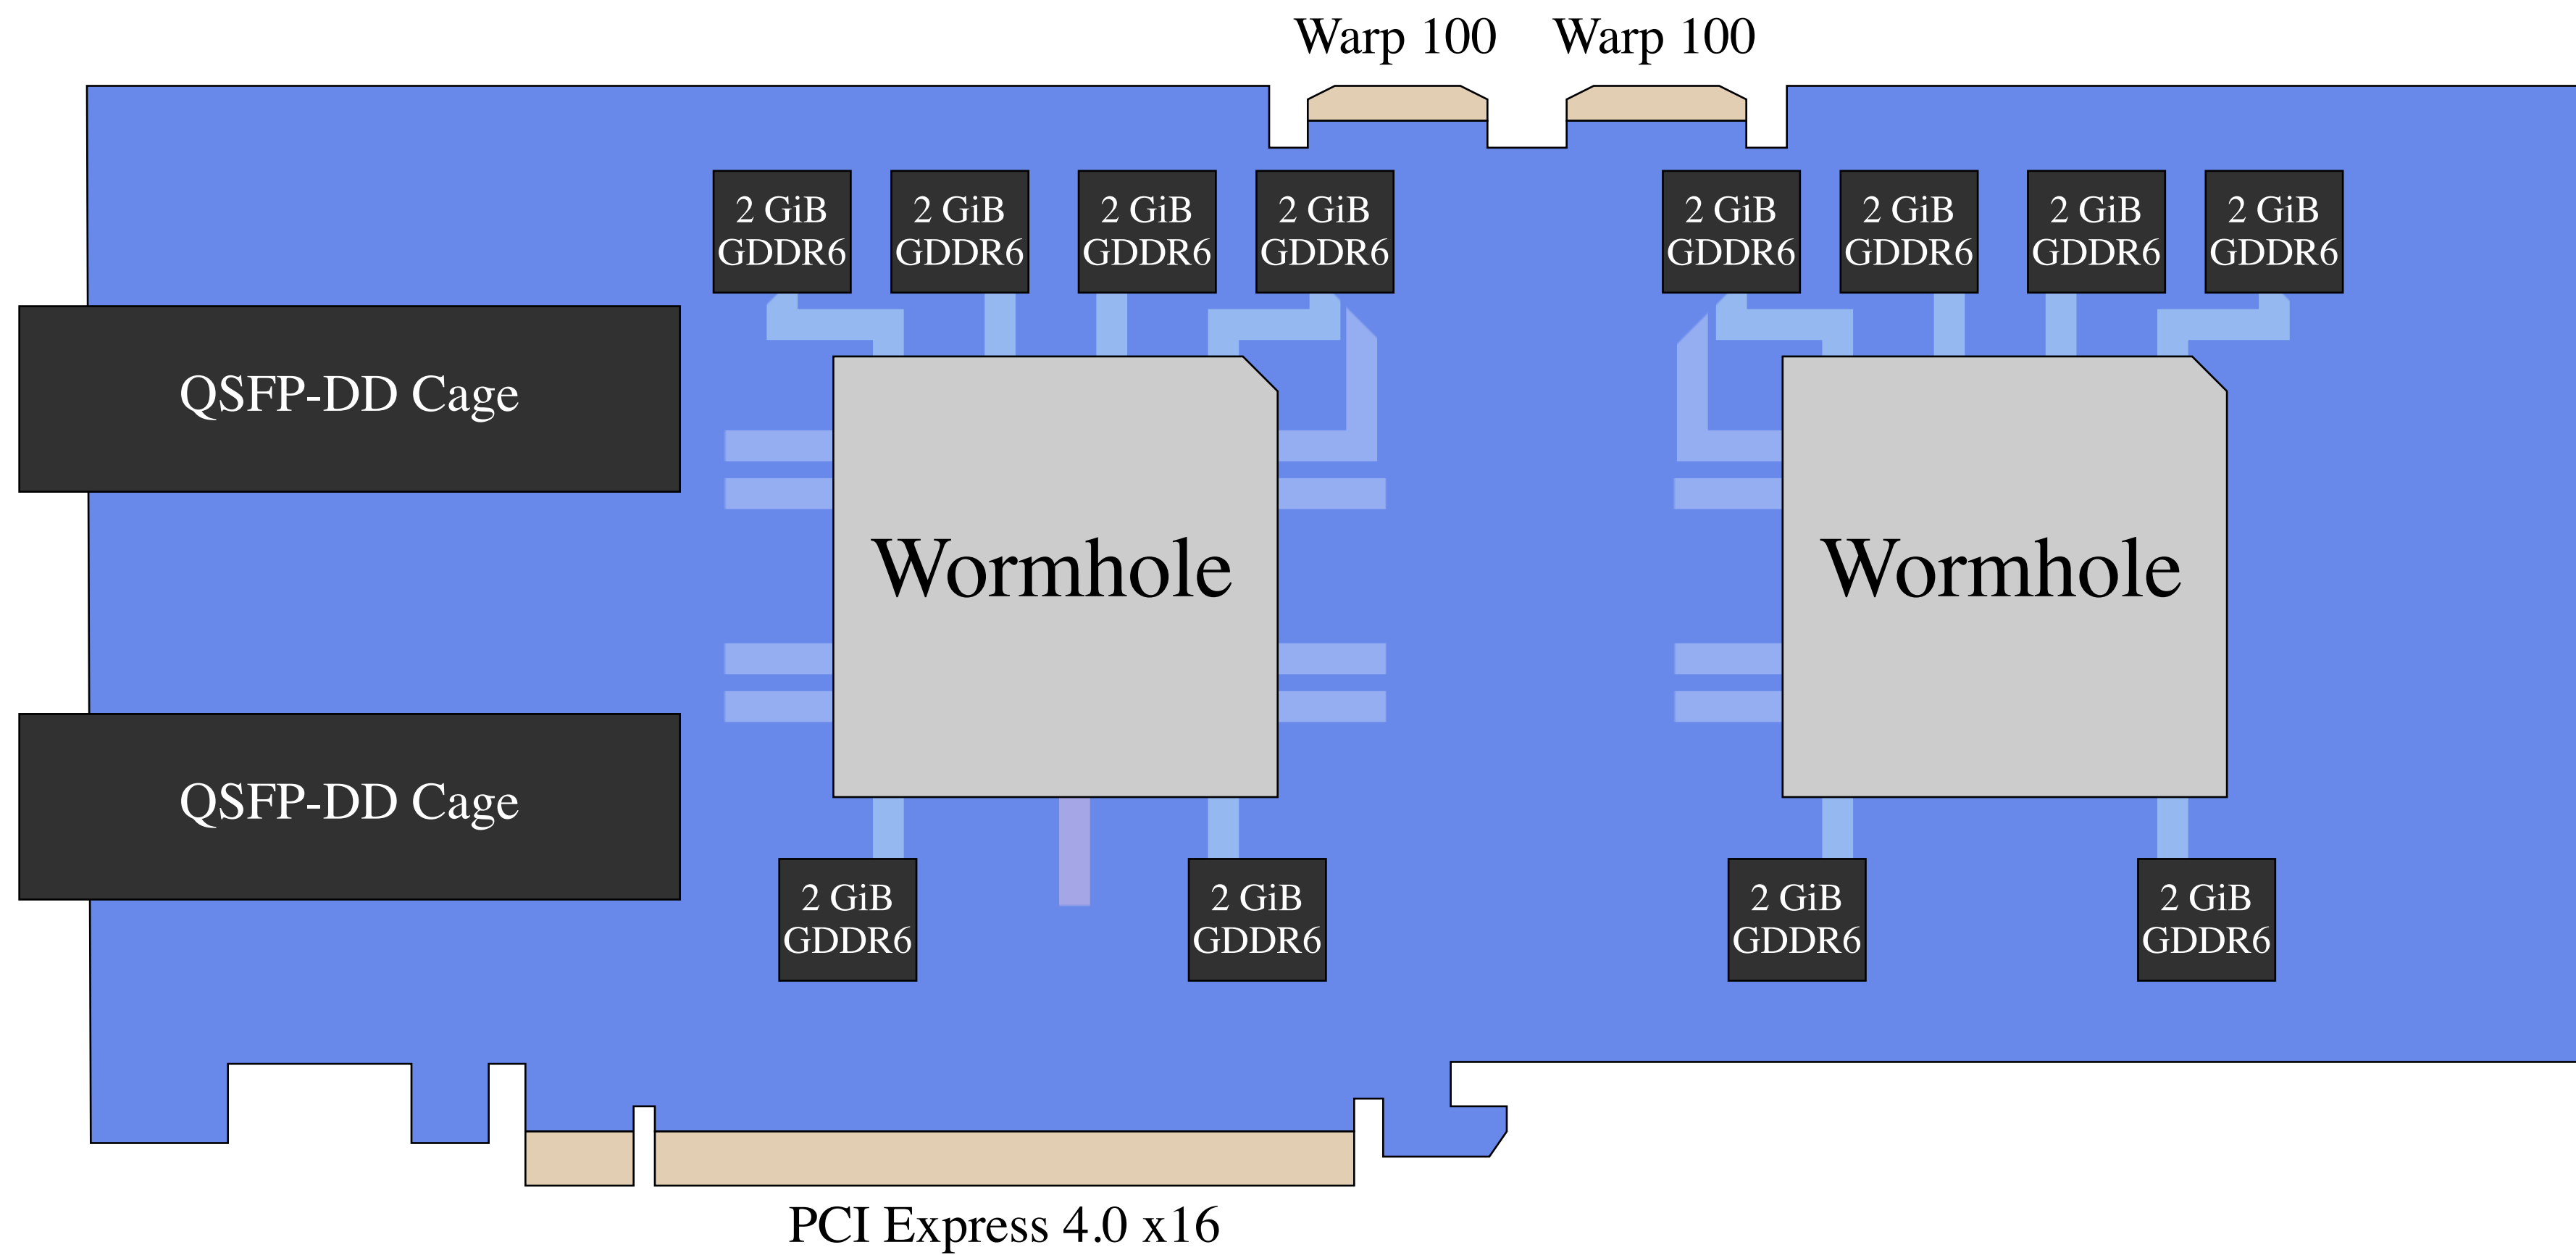 Warp 100 Warp 100
2 GiB 2 GiB 2 GiB 2 GiB 2 GiB 2 GiB 2 GiB 2 GiB
GDDR6 GDDR6 GDDR6 GDDR6 GDDR6 GDDR6 GDDR6 GDDR6
QSFP-DD Cage
Wormhole Wormhole
QSFP-DD Cage
2 GiB 2 GiB 2 GiB 2 GiB
GDDR6 GDDR6 GDDR6 GDDR6
PCI Express 4.0 x16